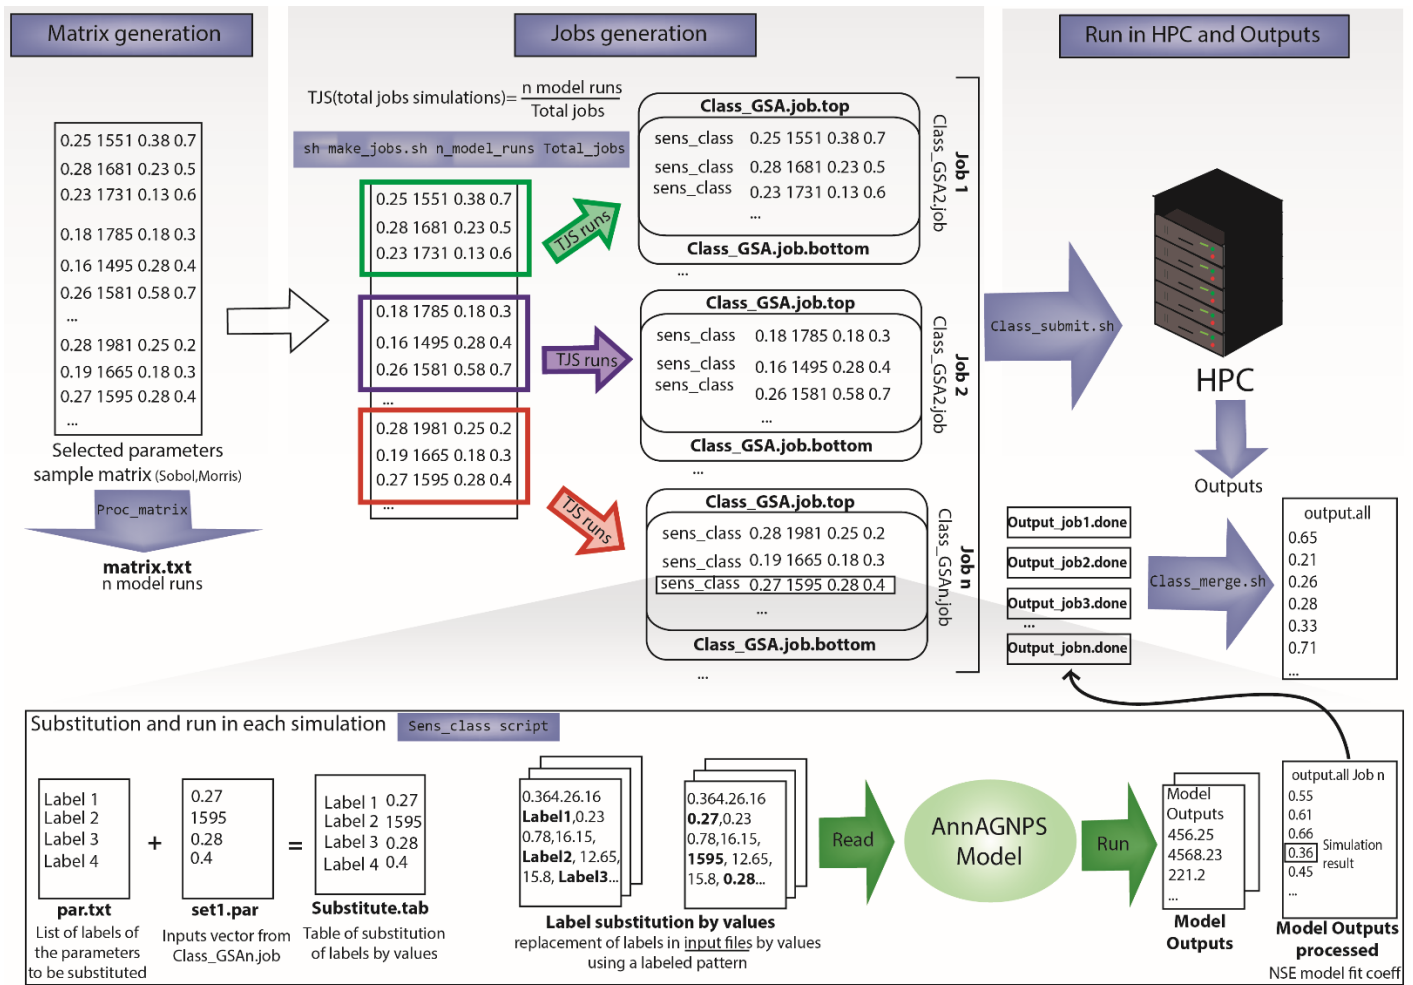 Matrix generation
0.25 1551 0.38 0.7
0.28 1681 0.23 0.5
0.23 1731 0.13 0.6
0.18 1785 0.18 0.3
0.16 1495 0.28 0.4
0.26 1581 0.58 0.7
...
0.28 1981 0.25 0.2
0.19 1665 0.18 0.3
0.27 1595 0.28 0.4
...
Selected parameters
sample matrix (Sobol,Morris)
Proc_matrix
matrix.txt
n model runs
Jobs generation
TJS(total jobs simulations)= n model runs
Total jobs
sh make_jobs.sh n_model_runs Total_jobs
0.25 1551 0.38 0.7
0.28 1681 0.23 0.5
0.23 1731 0.13 0.6
0.18 1785 0.18 0.3
0.16 1495 0.28 0.4
0.26 1581 0.58 0.7
...
0.28 1981 0.25 0.2
0.19 1665 0.18 0.3
0.27 1595 0.28 0.4
...
TJS runs
TJS runs
TJS runs
Class_GSA.job.top
sens_class 0.25 1551 0.38 0.7
sens_class 0.28 1681 0.23 0.5
sens_class 0.23 1731 0.13 0.6
...
Class_GSA.job.bottom
...
Class_GSA2.job
Job 1
Class_GSA.job.top
sens_class 0.18 1785 0.18 0.3
sens_class 0.16 1495 0.28 0.4
sens_class 0.26 1581 0.58 0.7
...
Class_GSA.job.bottom
...
Class_GSA2.job
Job 2
Class_GSA.job.top
sens_class 0.28 1981 0.25 0.2
sens_class 0.19 1665 0.18 0.3
sens_class 0.27 1595 0.28 0.4
...
Class_GSA.job.bottom
...
Class_GSAn.job
Job n
Run in HPC and Outputs
Class_submit.sh
HPC
Outputs
Output_job1.done
Output_job2.done
Output_job3.done
...
Output_jobn.done
Class_merge.sh
output.all
0.65
0.21
0.26
0.28
0.33
0.71
...
Substitution and run in each simulation
Sens_class script
Label 1
Label 2
Label 3
Label 4
par.txt
List of labels of
the parameters
to be substituted
+
0.27
1595
0.28
0.4
set1.par
Inputs vector from
Class_GSAn.job
=
Label 1 0.27
Label 2 1595
Label 3 0.28
Label 4 0.4
Substitute.tab
Table of substitution
of labels by values
0.364.26.16
Label1,0.23
0.78,16.15,
Label2, 12.65,
15.8, Label3...
0.364.26.16
0.27,0.23
0.78,16.15,
1595, 12.65,
15.8, 0.28...
Label substitution by values
replacement of labels in input files by values
using a labeled pattern
Read
AnnAGNPS
Model
Run
Model
Outputs
456.25
4568.23
221.2
...
Model
Outputs
output.all Job n
0.55
0.61
0.66
0.36
0.45
...
Simulation
result
Model Outputs
processed
NSE model fit coeff